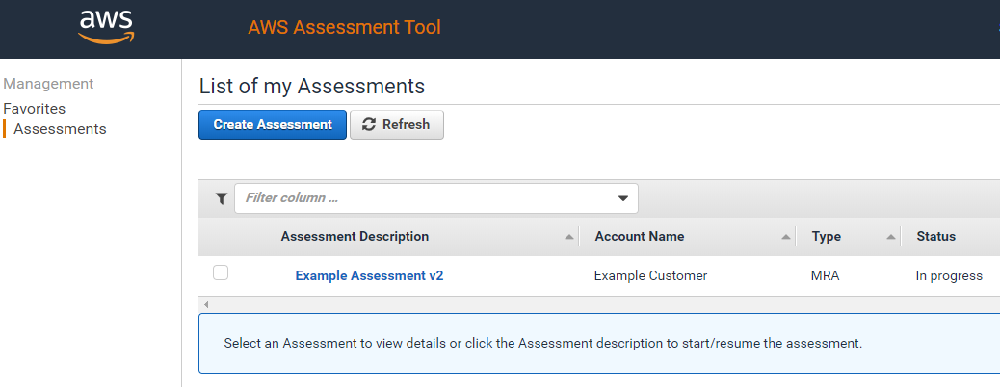 aws
AWS Assessment Tool
Management
Favorites
Assessments
List of my Assessments
Create Assessment Refresh
Filter column ...
Assessment Description Account Name Type Status
Example Assessment v2 Example Customer MRA In progress
Select an Assessment to view details or click the Assessment description to start/resume the assessment.